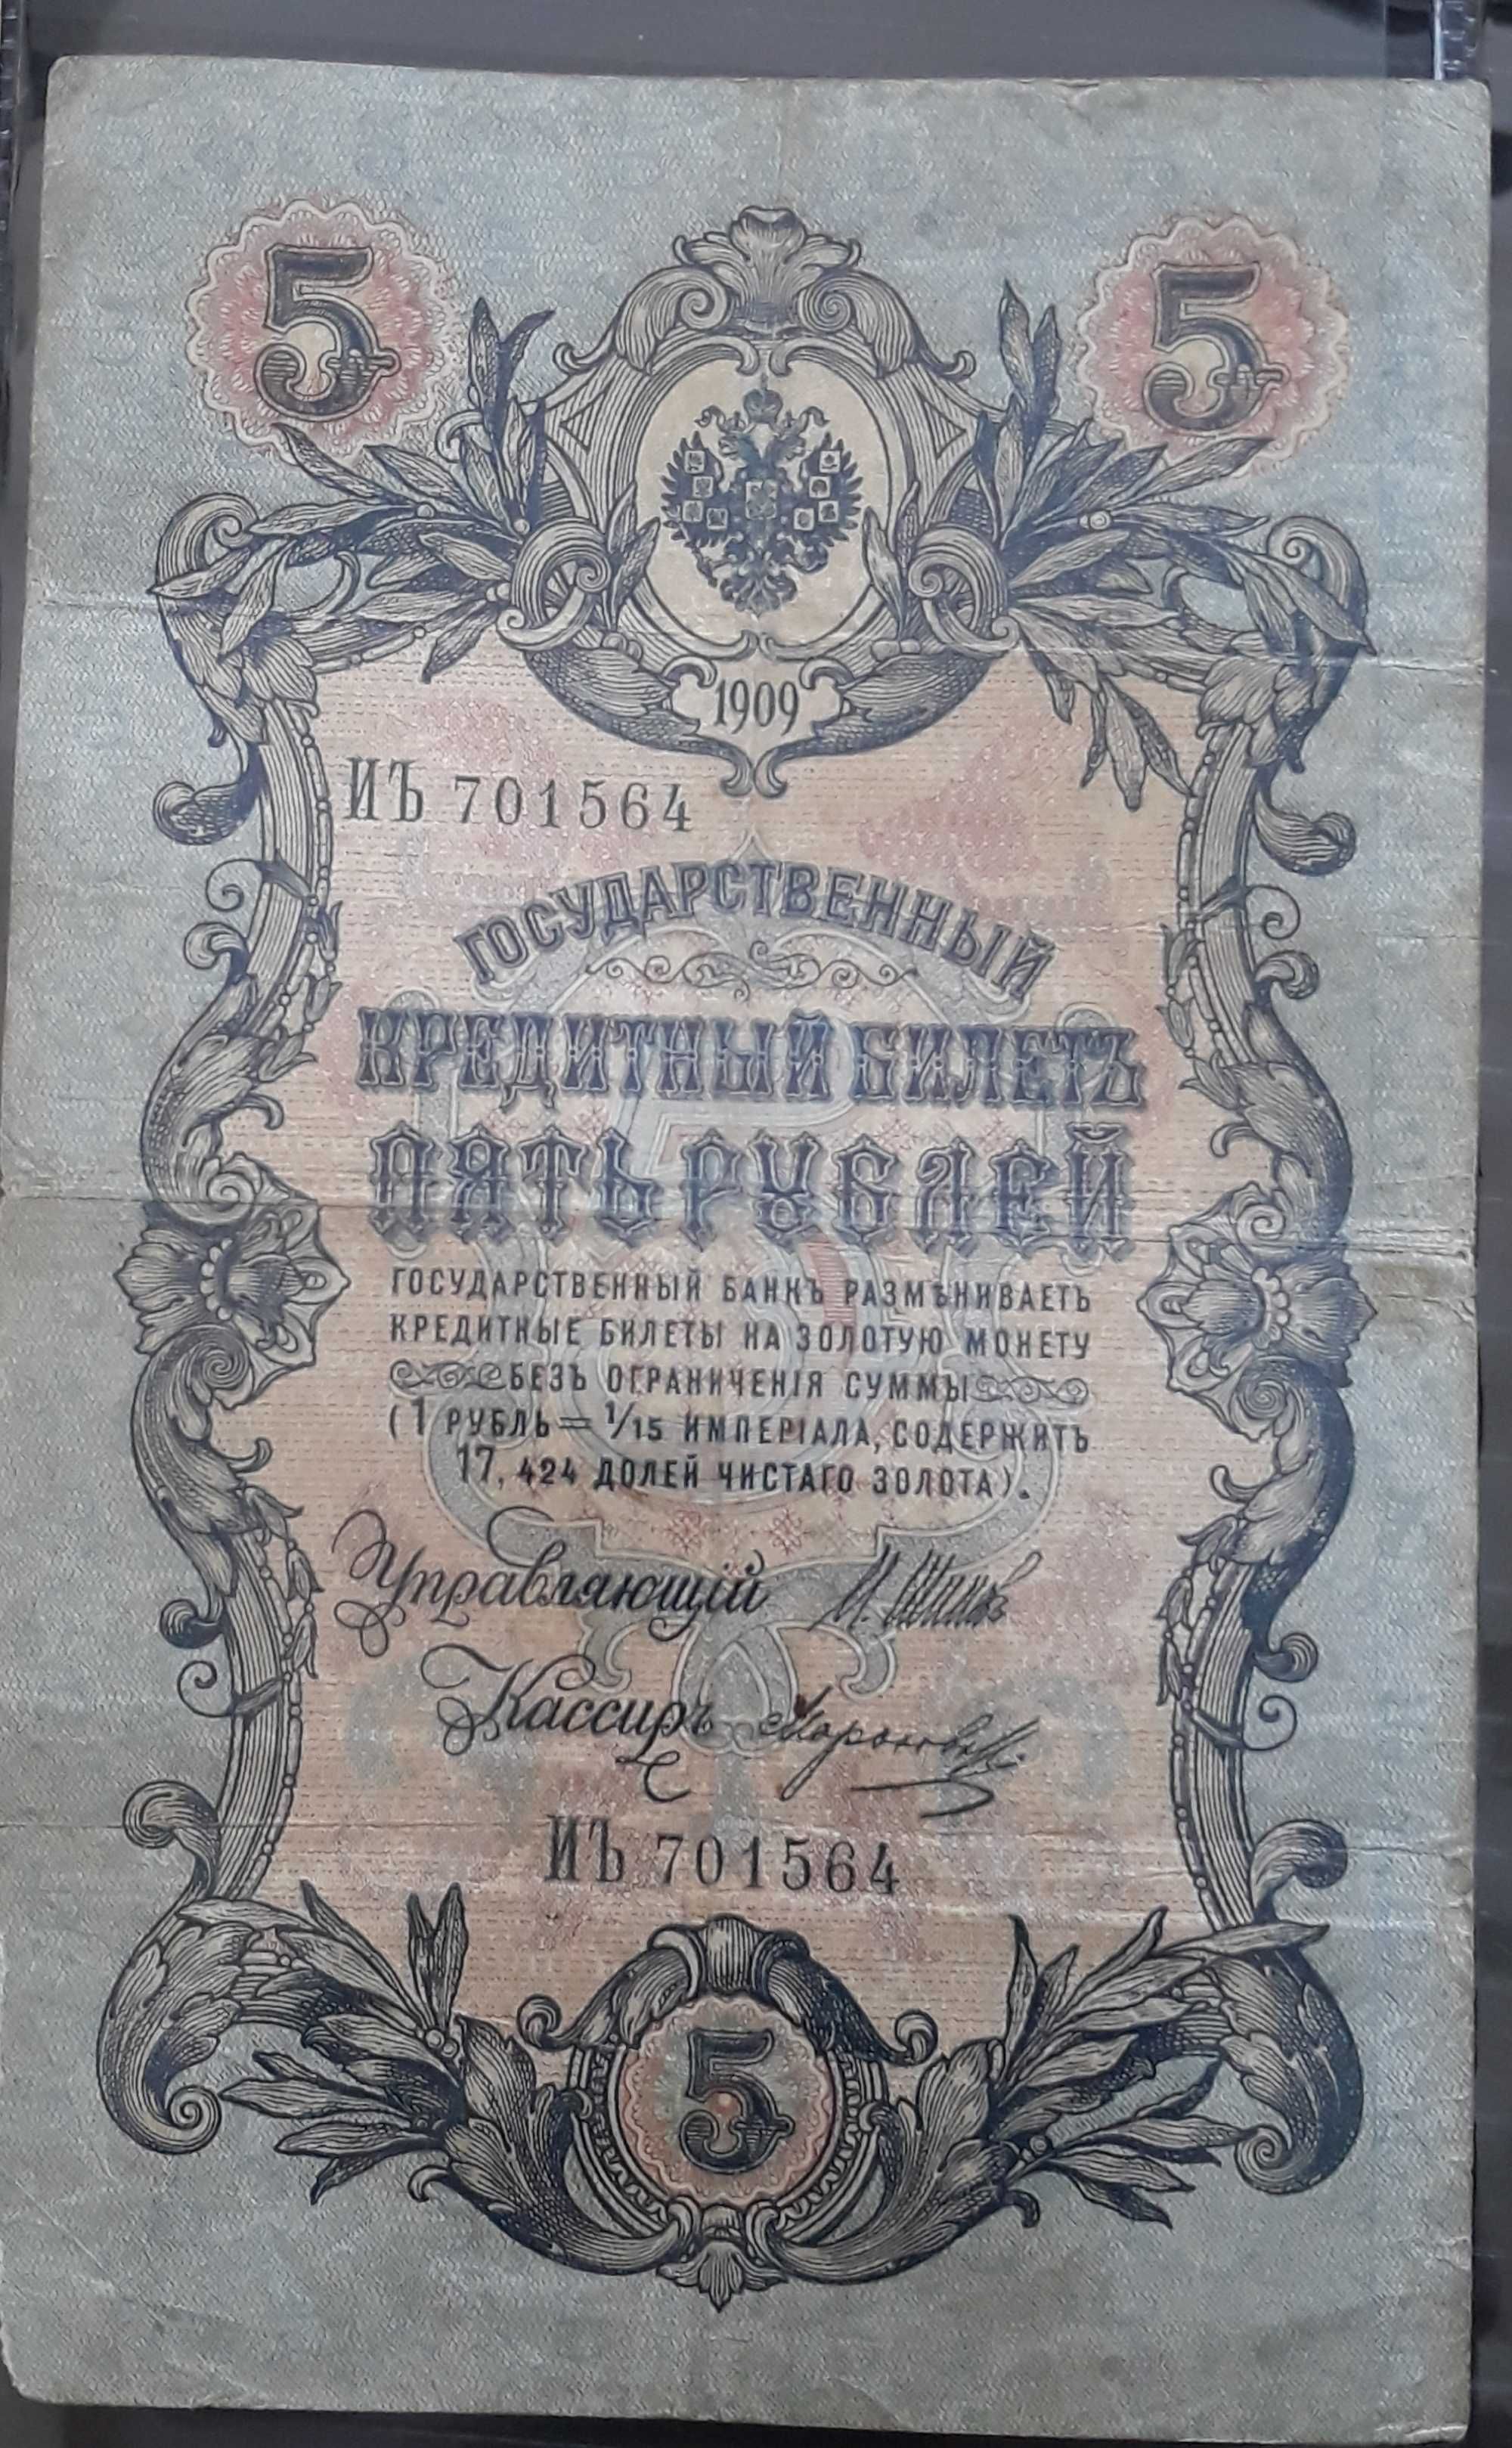 5 5
1909
ИЪ 701564
ГОСУДАРСТВЕННЫЙ
КРЕДИТНЫЙ БИЛЕТЪ
ПЯТЬ РУБЛЕЙ
ГОСУДАРСТВЕННЫЙ БАНКЪ РАЗМѢНИВАЕТЪ
КРЕДИТНЫЕ БИЛЕТЫ НА ЗОЛОТУЮ МОНЕТУ
БЕЗЪ ОГРАНИЧЕНІЯ СУММЫ
(1 РУБЛЬ = 1/15 ИМПЕРІАЛА, СОДЕРЖИТЪ
17,424 ДОЛЕЙ ЧИСТАГО ЗОЛОТА).
Управляющій И. Шиповъ
Кассиръ
ИЪ 701564
5